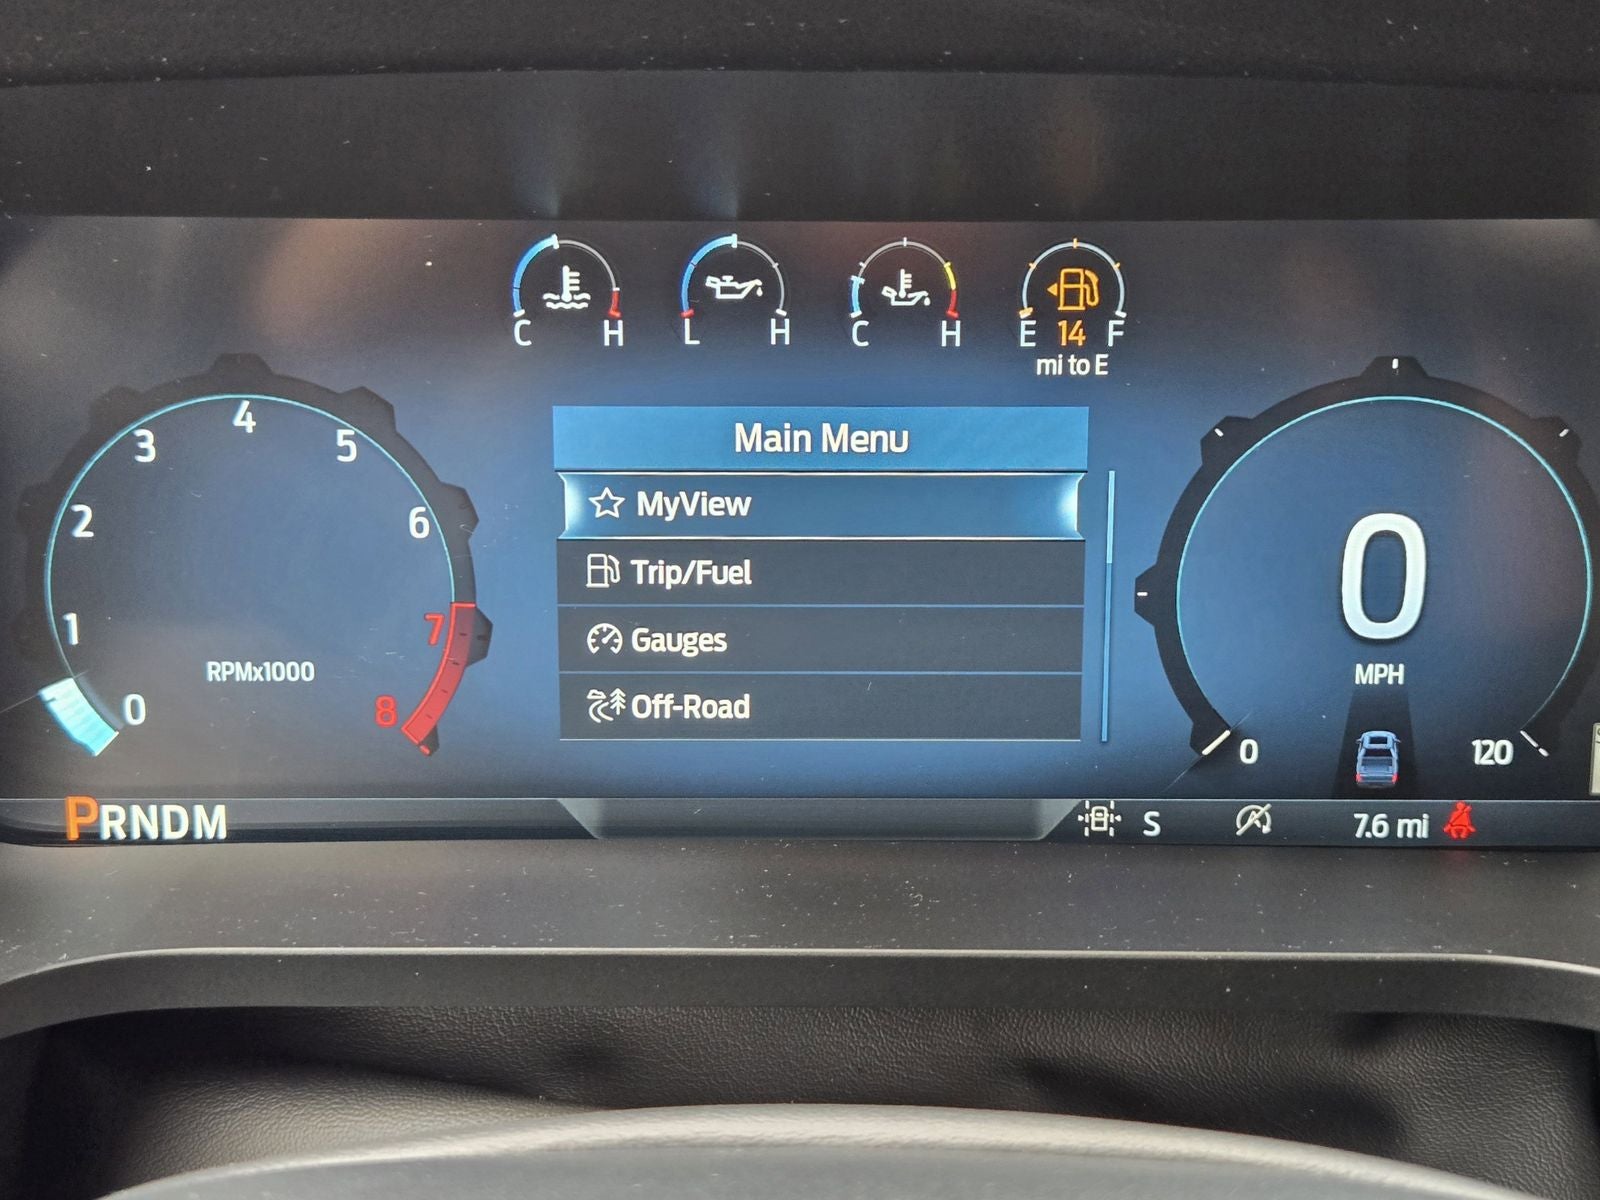 C H L H C H E 14 F
mi to E
Main Menu
MyView
Trip/Fuel
Gauges
Off-Road
0
1
2
3
4
5
6
7
8
RPMx1000
0
MPH
0 120
PRNDM
S
7.6 mi